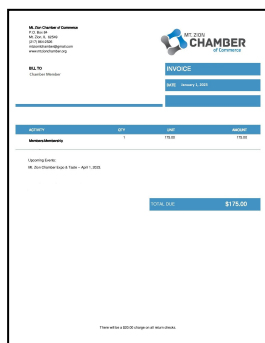 Mt. Zion Chamber of Commerce
P.O. Box 84
Mt. Zion, IL 62549
(217) 864-2526
mtzionchamber@gmail.com
www.mtzionchamber.org
MT. ZION
CHAMBER
of Commerce
BILL TO
Chamber Member
INVOICE
DATE January 1, 2023
ACTIVITY QTY UNIT AMOUNT
Members:Membership 1 175.00 175.00
Upcoming Events:
Mt. Zion Chamber Expo & Taste – April 1, 2023
TOTAL DUE $175.00
There will be a $20.00 charge on all return checks.